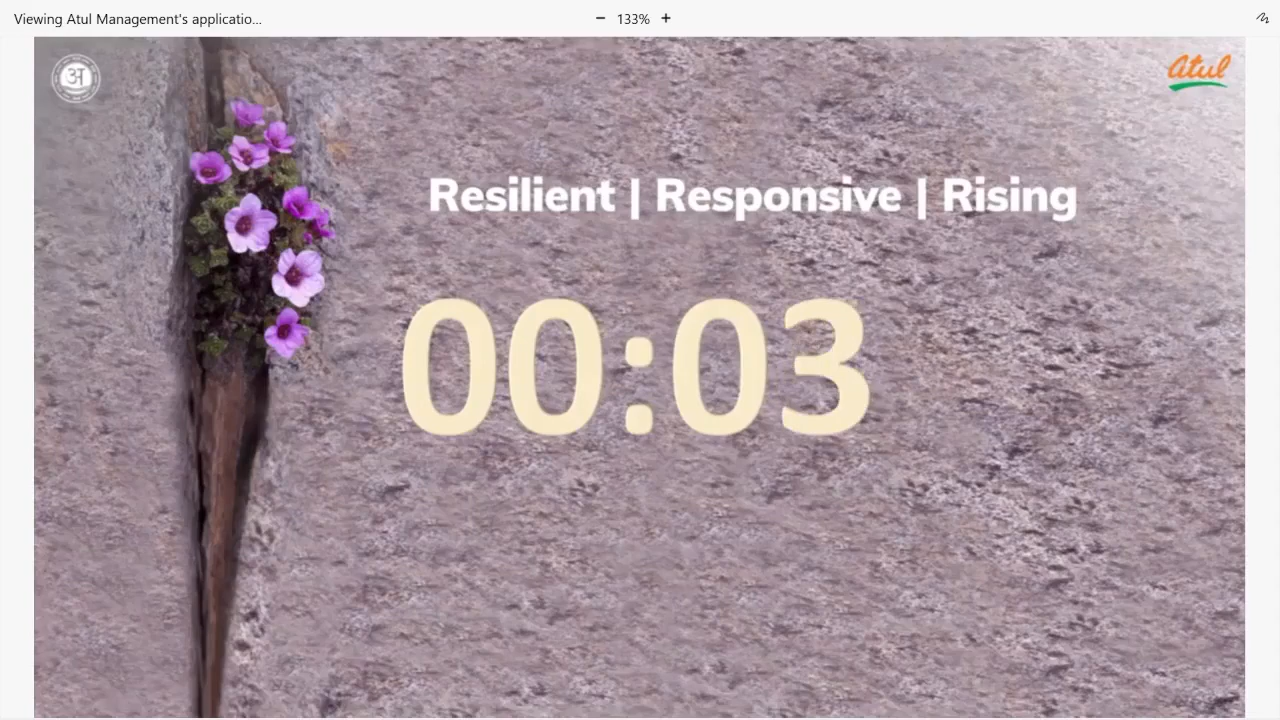 Viewing Atul Management's applicatio...
133%
अ
Atul
Resilient | Responsive | Rising
00:03